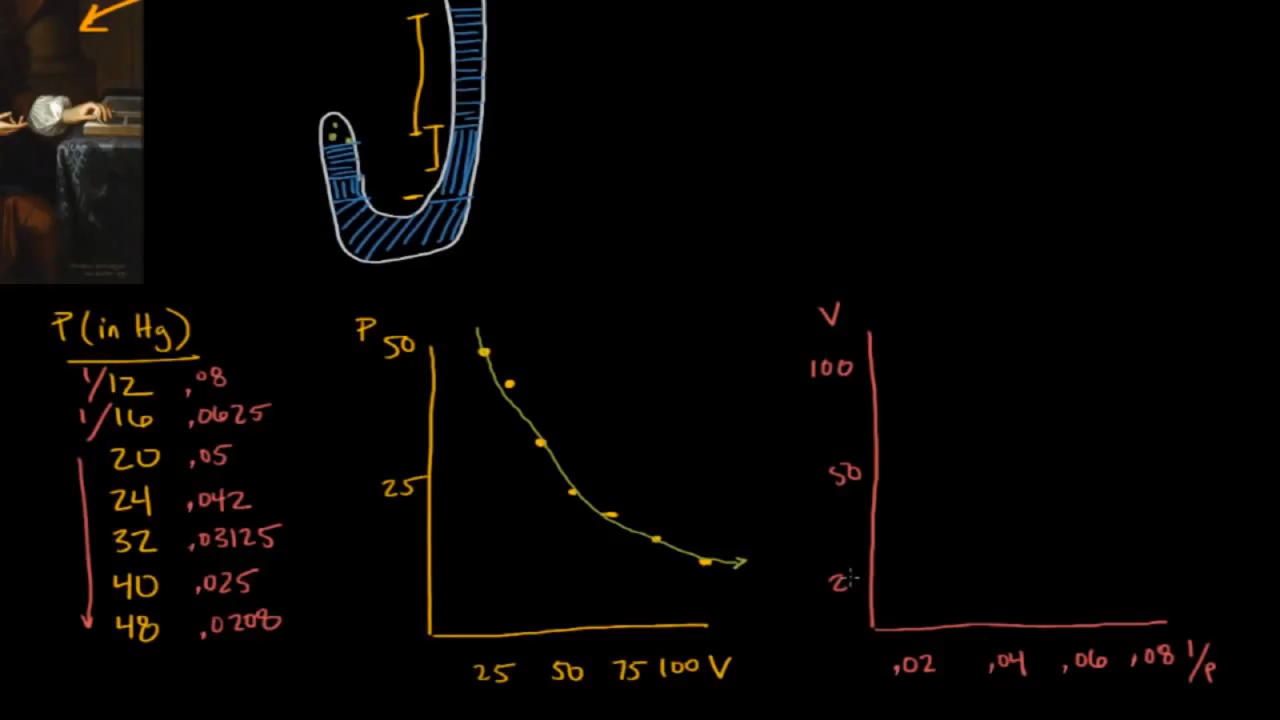 P (in Hg)
1/12 ,08
1/16 ,0625
20 ,05
24 ,042
32 ,03125
40 ,025
48 ,0208
P
50
25
25 50 75 100 V
V
100
50
2
,02 ,04 ,06 ,08 1/P